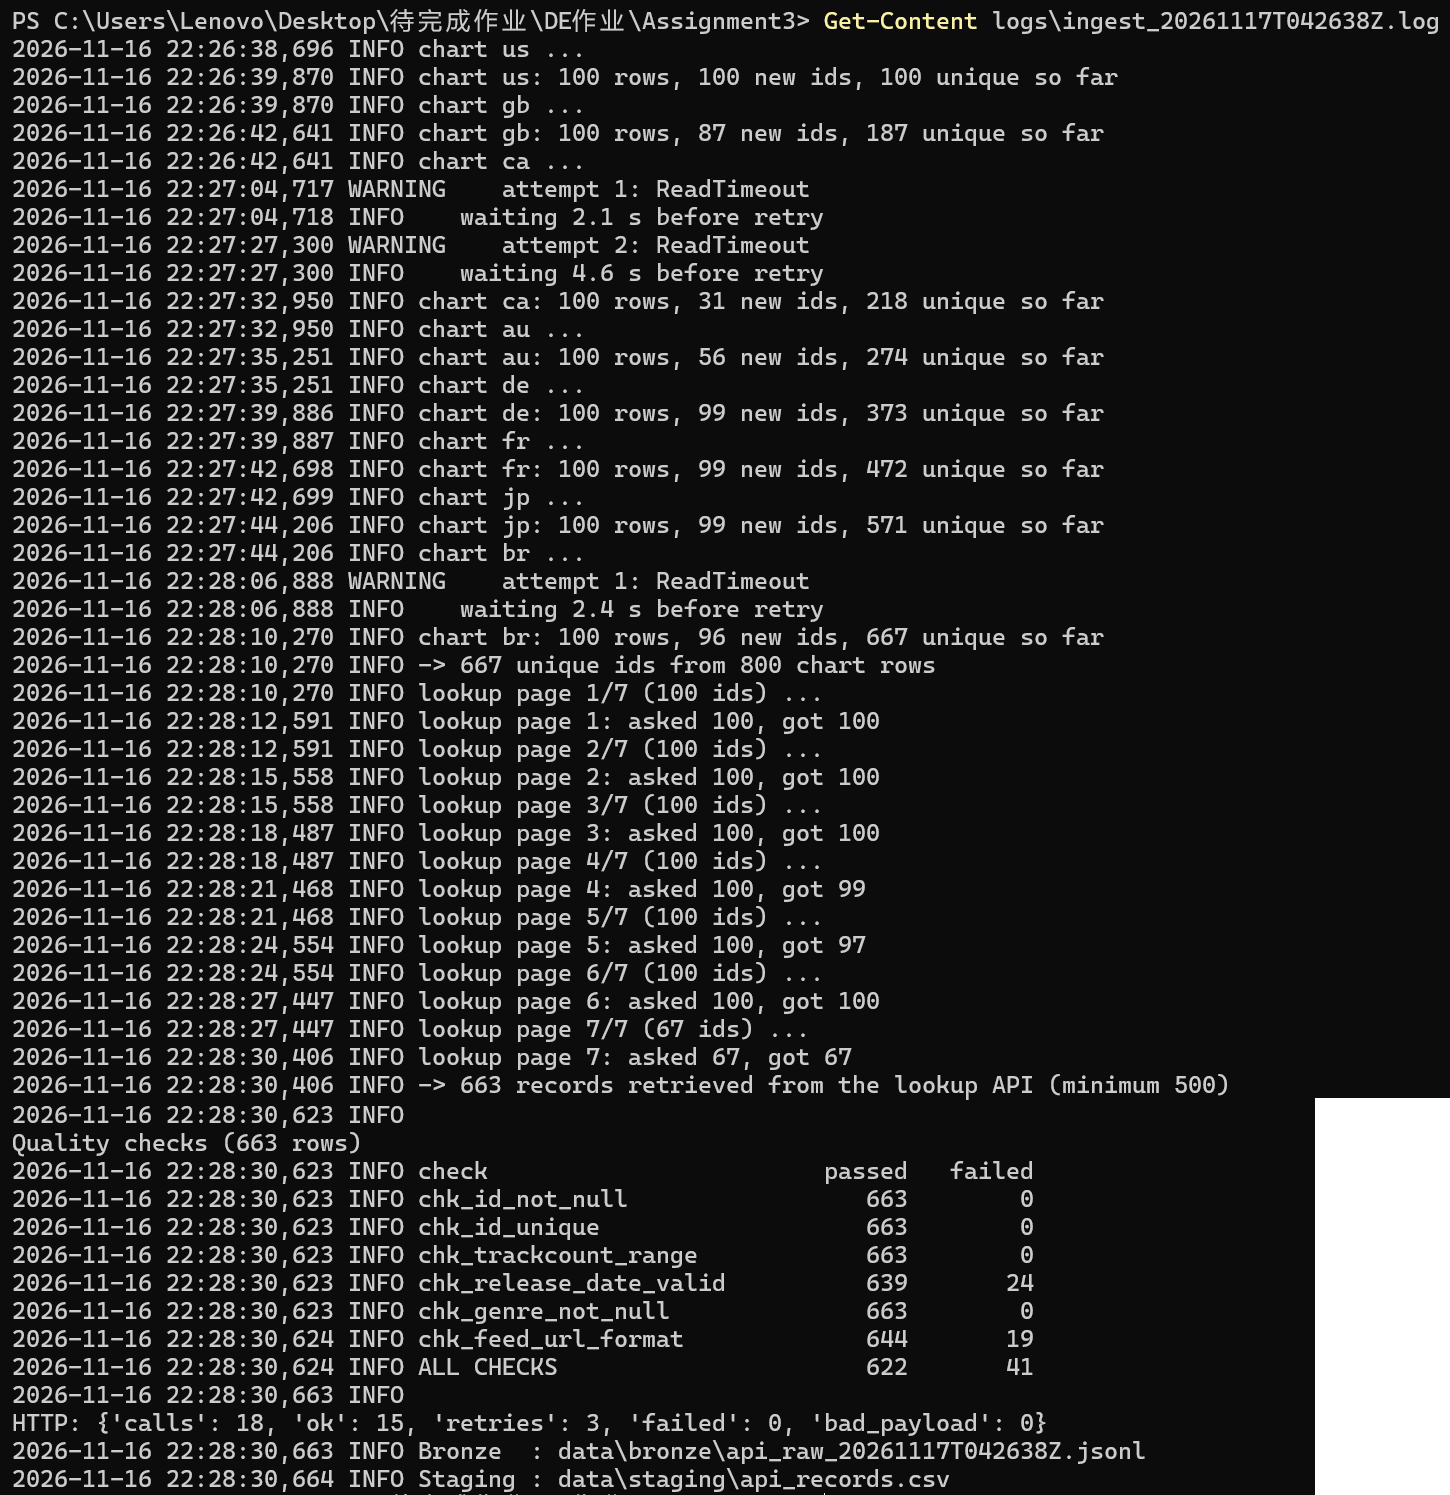 PS C:\Users\Lenovo\Desktop\待完成作业\DE作业\Assignment3> Get-Content logs\ingest_20261117T042638Z.log
2026-11-16 22:26:38,696 INFO chart us ...
2026-11-16 22:26:39,870 INFO chart us: 100 rows, 100 new ids, 100 unique so far
2026-11-16 22:26:39,870 INFO chart gb ...
2026-11-16 22:26:42,641 INFO chart gb: 100 rows, 87 new ids, 187 unique so far
2026-11-16 22:26:42,641 INFO chart ca ...
2026-11-16 22:27:04,717 WARNING    attempt 1: ReadTimeout
2026-11-16 22:27:04,718 INFO    waiting 2.1 s before retry
2026-11-16 22:27:27,300 WARNING    attempt 2: ReadTimeout
2026-11-16 22:27:27,300 INFO    waiting 4.6 s before retry
2026-11-16 22:27:32,950 INFO chart ca: 100 rows, 31 new ids, 218 unique so far
2026-11-16 22:27:32,950 INFO chart au ...
2026-11-16 22:27:35,251 INFO chart au: 100 rows, 56 new ids, 274 unique so far
2026-11-16 22:27:35,251 INFO chart de ...
2026-11-16 22:27:39,886 INFO chart de: 100 rows, 99 new ids, 373 unique so far
2026-11-16 22:27:39,887 INFO chart fr ...
2026-11-16 22:27:42,698 INFO chart fr: 100 rows, 99 new ids, 472 unique so far
2026-11-16 22:27:42,699 INFO chart jp ...
2026-11-16 22:27:44,206 INFO chart jp: 100 rows, 99 new ids, 571 unique so far
2026-11-16 22:27:44,206 INFO chart br ...
2026-11-16 22:28:06,888 WARNING    attempt 1: ReadTimeout
2026-11-16 22:28:06,888 INFO    waiting 2.4 s before retry
2026-11-16 22:28:10,270 INFO chart br: 100 rows, 96 new ids, 667 unique so far
2026-11-16 22:28:10,270 INFO -> 667 unique ids from 800 chart rows
2026-11-16 22:28:10,270 INFO lookup page 1/7 (100 ids) ...
2026-11-16 22:28:12,591 INFO lookup page 1: asked 100, got 100
2026-11-16 22:28:12,591 INFO lookup page 2/7 (100 ids) ...
2026-11-16 22:28:15,558 INFO lookup page 2: asked 100, got 100
2026-11-16 22:28:15,558 INFO lookup page 3/7 (100 ids) ...
2026-11-16 22:28:18,487 INFO lookup page 3: asked 100, got 100
2026-11-16 22:28:18,487 INFO lookup page 4/7 (100 ids) ...
2026-11-16 22:28:21,468 INFO lookup page 4: asked 100, got 99
2026-11-16 22:28:21,468 INFO lookup page 5/7 (100 ids) ...
2026-11-16 22:28:24,554 INFO lookup page 5: asked 100, got 97
2026-11-16 22:28:24,554 INFO lookup page 6/7 (100 ids) ...
2026-11-16 22:28:27,447 INFO lookup page 6: asked 100, got 100
2026-11-16 22:28:27,447 INFO lookup page 7/7 (67 ids) ...
2026-11-16 22:28:30,406 INFO lookup page 7: asked 67, got 67
2026-11-16 22:28:30,406 INFO -> 663 records retrieved from the lookup API (minimum 500)
2026-11-16 22:28:30,623 INFO
Quality checks (663 rows)
2026-11-16 22:28:30,623 INFO check                        passed   failed
2026-11-16 22:28:30,623 INFO chk_id_not_null                 663        0
2026-11-16 22:28:30,623 INFO chk_id_unique                   663        0
2026-11-16 22:28:30,623 INFO chk_trackcount_range            663        0
2026-11-16 22:28:30,623 INFO chk_release_date_valid          639       24
2026-11-16 22:28:30,623 INFO chk_genre_not_null              663        0
2026-11-16 22:28:30,624 INFO chk_feed_url_format             644       19
2026-11-16 22:28:30,624 INFO ALL CHECKS                      622       41
2026-11-16 22:28:30,663 INFO
HTTP: {'calls': 18, 'ok': 15, 'retries': 3, 'failed': 0, 'bad_payload': 0}
2026-11-16 22:28:30,663 INFO Bronze  : data\bronze\api_raw_20261117T042638Z.jsonl
2026-11-16 22:28:30,664 INFO Staging : data\staging\api_records.csv